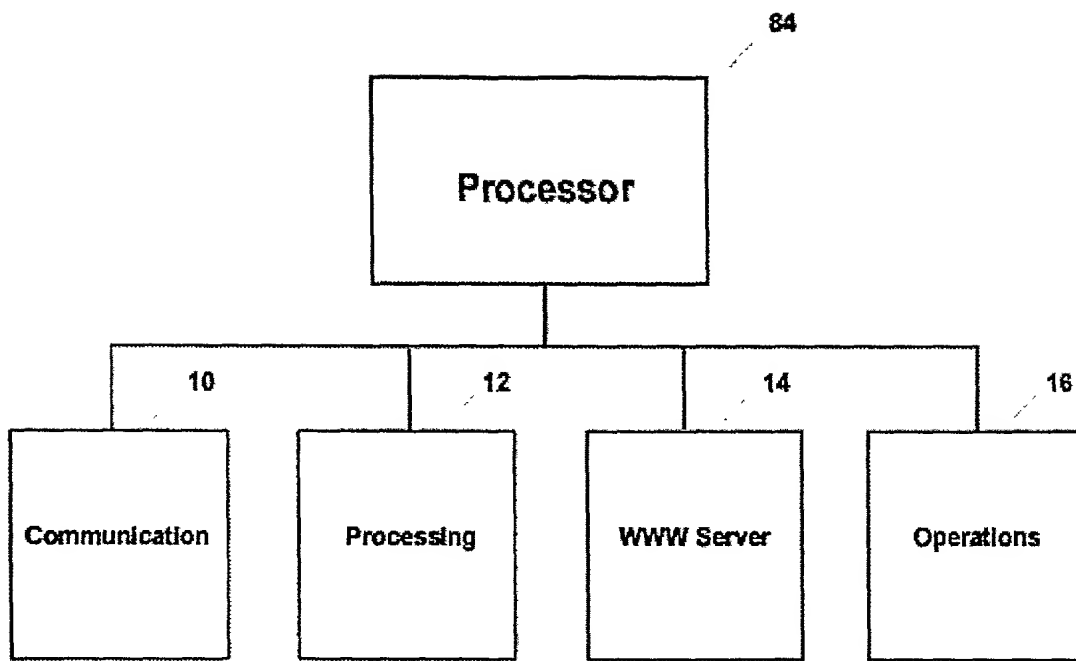 84
Processor
10
12
14
16
Communication
Processing
WWW Server
Operations